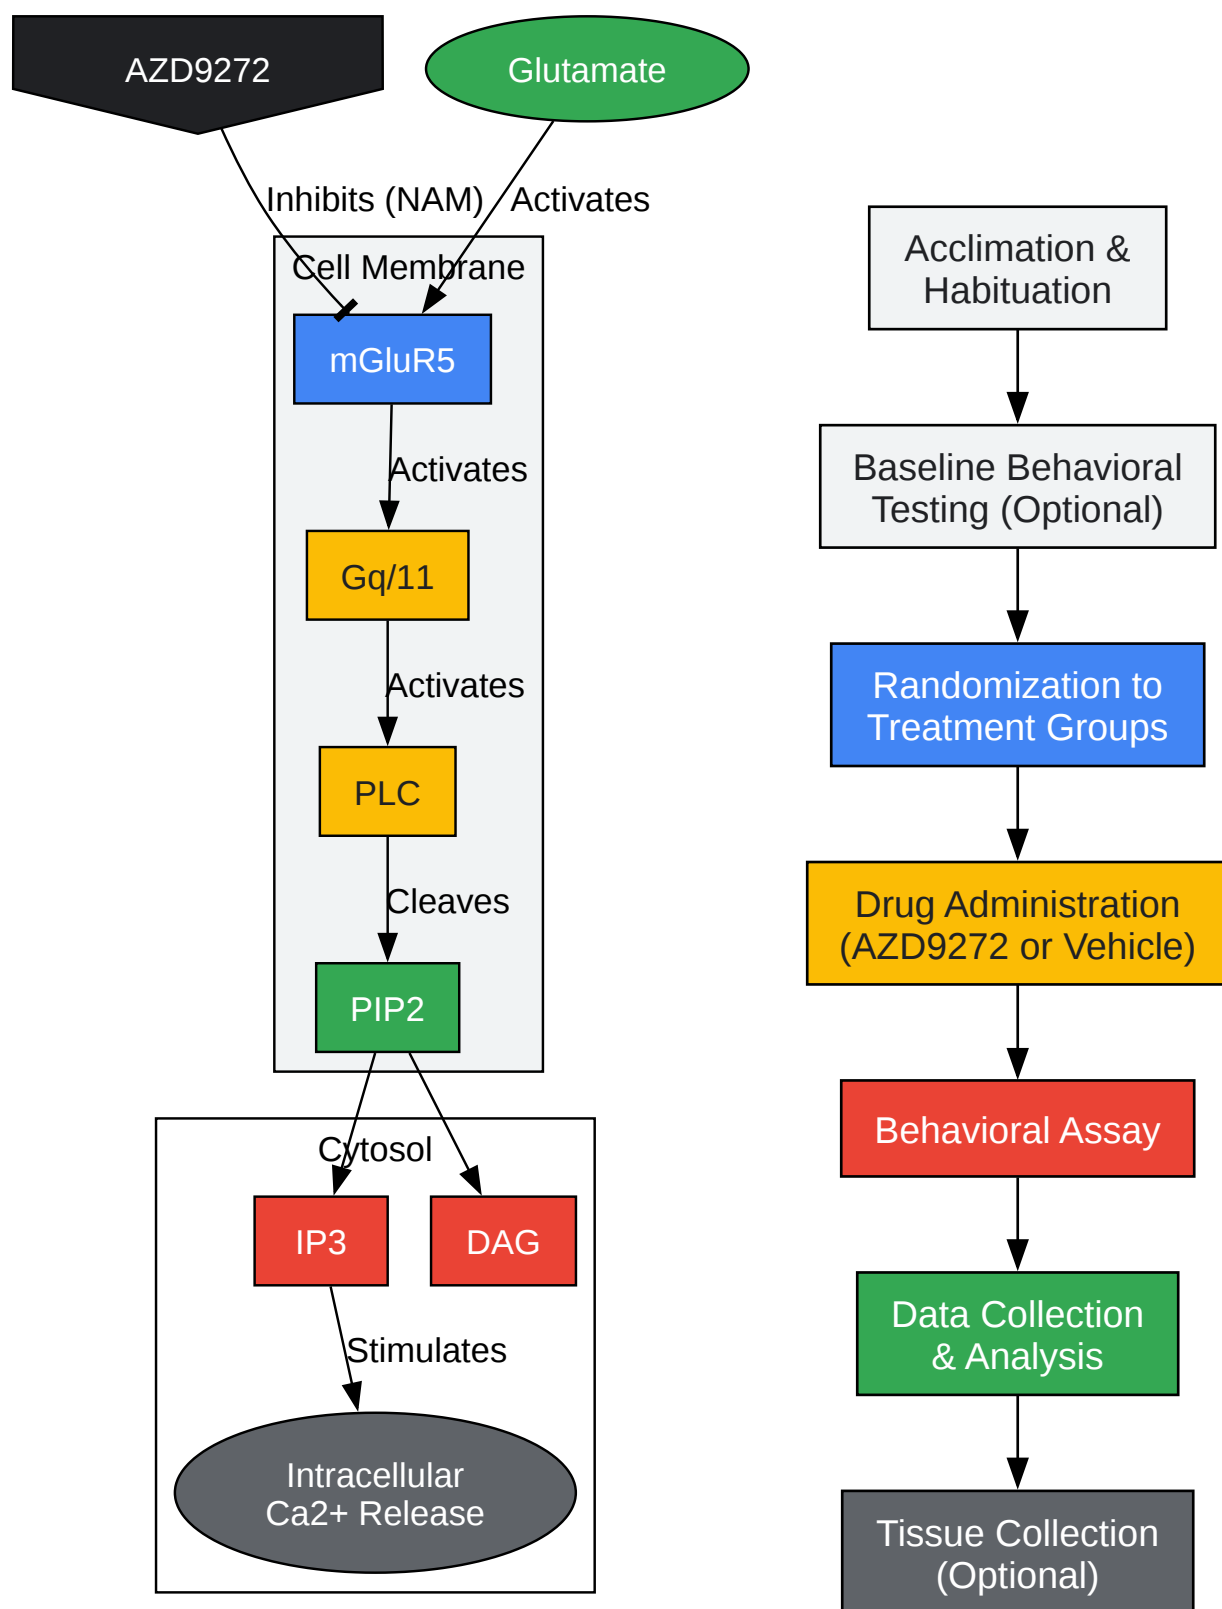 AZD9272
Glutamate
Inhibits (NAM)
Activates
Cell Membrane
mGluR5
Activates
Gq/11
Activates
PLC
Cleaves
PIP2
Cytosol
IP3
DAG
Stimulates
Intracellular
Ca2+ Release
Acclimation &
Habituation
Baseline Behavioral
Testing (Optional)
Randomization to
Treatment Groups
Drug Administration
(AZD9272 or Vehicle)
Behavioral Assay
Data Collection
& Analysis
Tissue Collection
(Optional)